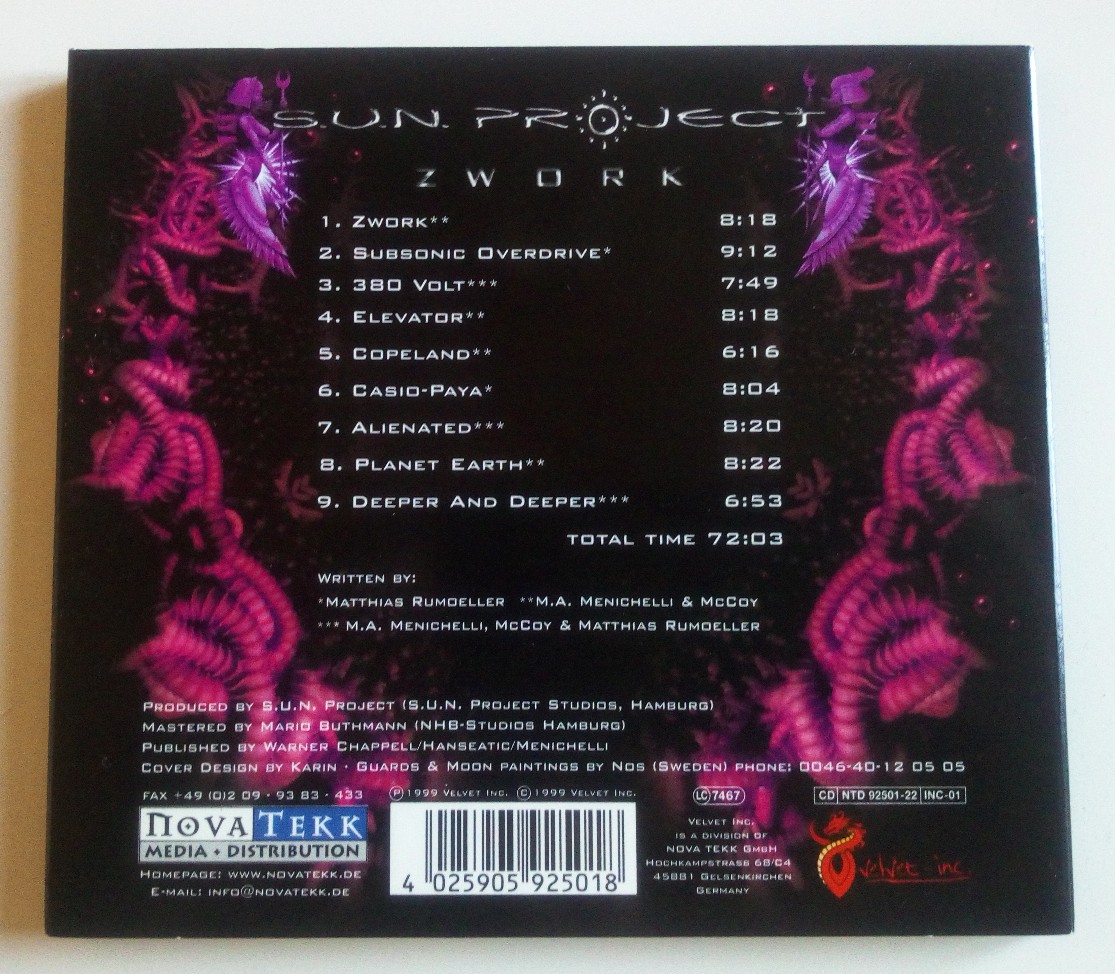 S.U.N. PROJECT
ZWORK
1. ZWORK** 8:18
2. SUBSONIC OVERDRIVE* 9:12
3. 380 VOLT*** 7:49
4. ELEVATOR** 8:18
5. COPELAND** 6:16
6. CASIO-PAYA* 8:04
7. ALIENATED*** 8:20
8. PLANET EARTH** 8:22
9. DEEPER AND DEEPER*** 6:53
TOTAL TIME 72:03
WRITTEN BY:
*MATTHIAS RUMOELLER **M.A. MENICHELLI & MCCOY
*** M.A. MENICHELLI, MCCOY & MATTHIAS RUMOELLER
PRODUCED BY S.U.N. PROJECT (S.U.N. PROJECT STUDIOS, HAMBURG)
MASTERED BY MARIO BUTHMANN (NHB-STUDIOS HAMBURG)
PUBLISHED BY WARNER CHAPPELL/HANSEATIC/MENICHELLI
COVER DESIGN BY KARIN · GUARDS & MOON PAINTINGS BY NOS (SWEDEN) PHONE: 0046-40-12 05 05
FAX +49 (0)2 09 · 93 83 · 433
NOVA TEKK
MEDIA + DISTRIBUTION
HOMEPAGE: WWW.NOVATEKK.DE
E-MAIL: INFO@NOVATEKK.DE
Ⓟ 1999 VELVET INC. © 1999 VELVET INC.
4 025905 925018
LC 7467
VELVET INC.
IS A DIVISION OF
NOVA TEKK GMBH
HOCHKAMPSTRASB 68/C4
45881 GELSENKIRCHEN
GERMANY
CD NTD 92501-22 INC-01
velvet inc.